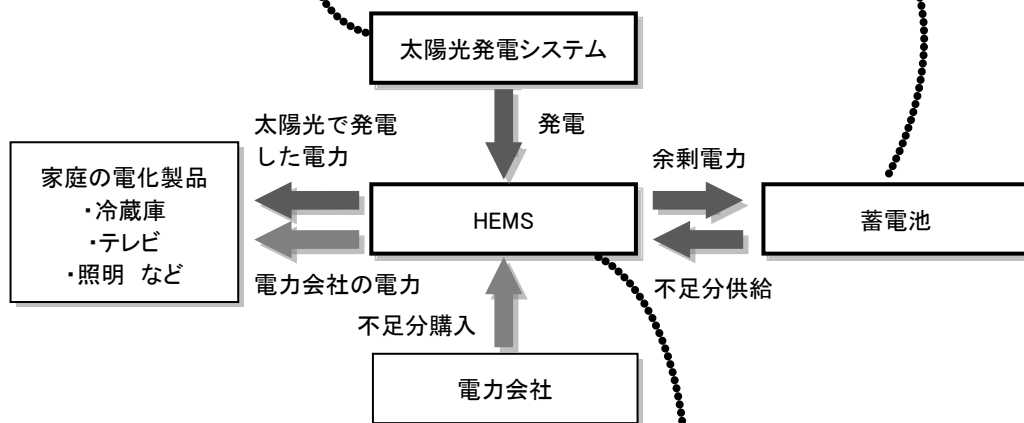 太陽光発電システム
太陽光で発電
した電力
発電
余剰電力
家庭の電化製品
・冷蔵庫
・テレビ
・照明　など
HEMS
蓄電池
電力会社の電力
不足分供給
不足分購入
電力会社